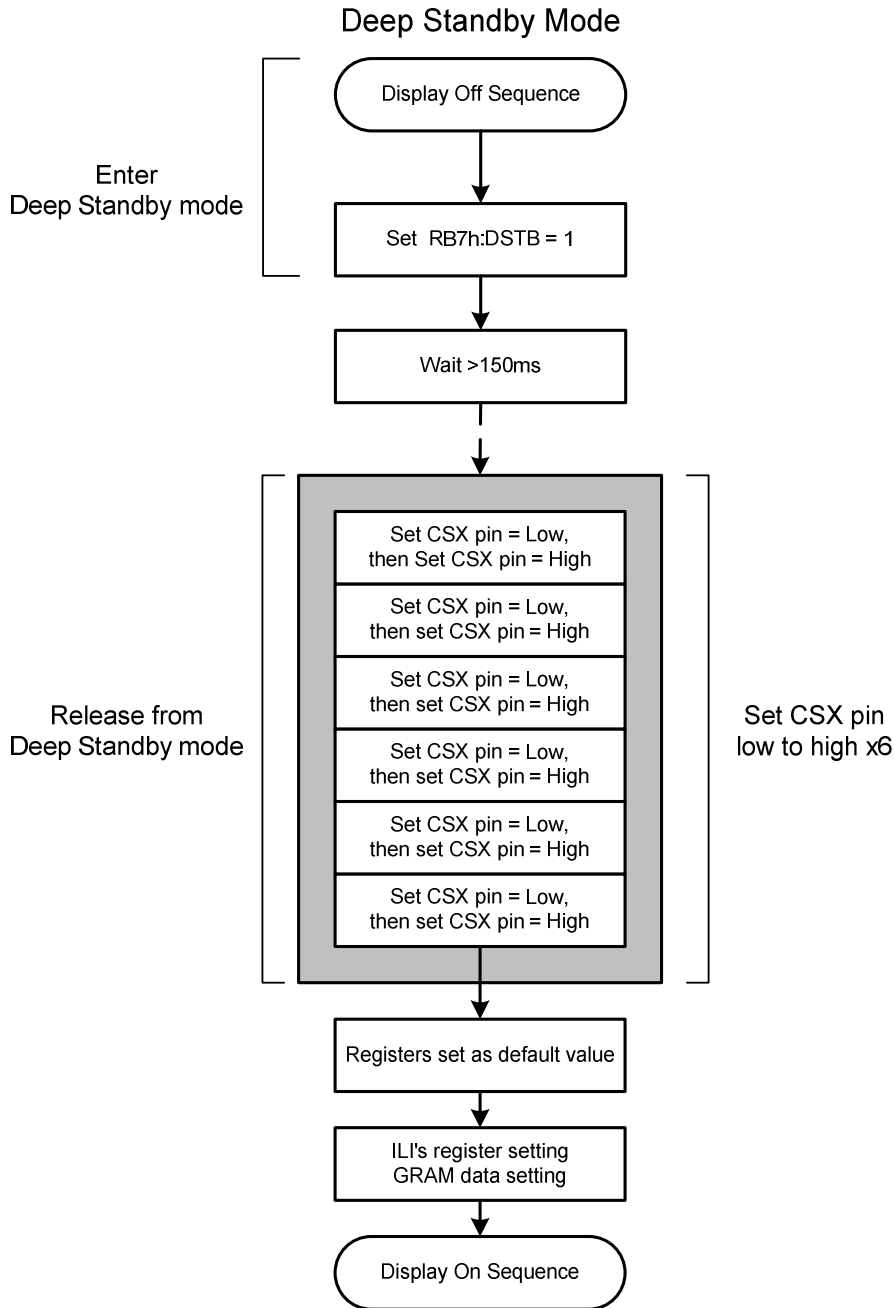 Deep Standby Mode
Display Off Sequence
Enter
Deep Standby mode
Set RB7h:DSTB = 1
Wait >150ms
Set CSX pin = Low,
then Set CSX pin = High
Set CSX pin = Low,
then set CSX pin = High
Set CSX pin = Low,
then set CSX pin = High
Set CSX pin = Low,
then set CSX pin = High
Set CSX pin = Low,
then set CSX pin = High
Set CSX pin = Low,
then set CSX pin = High
Release from
Deep Standby mode
Set CSX pin
low to high x6
Registers set as default value
ILI's register setting
GRAM data setting
Display On Sequence